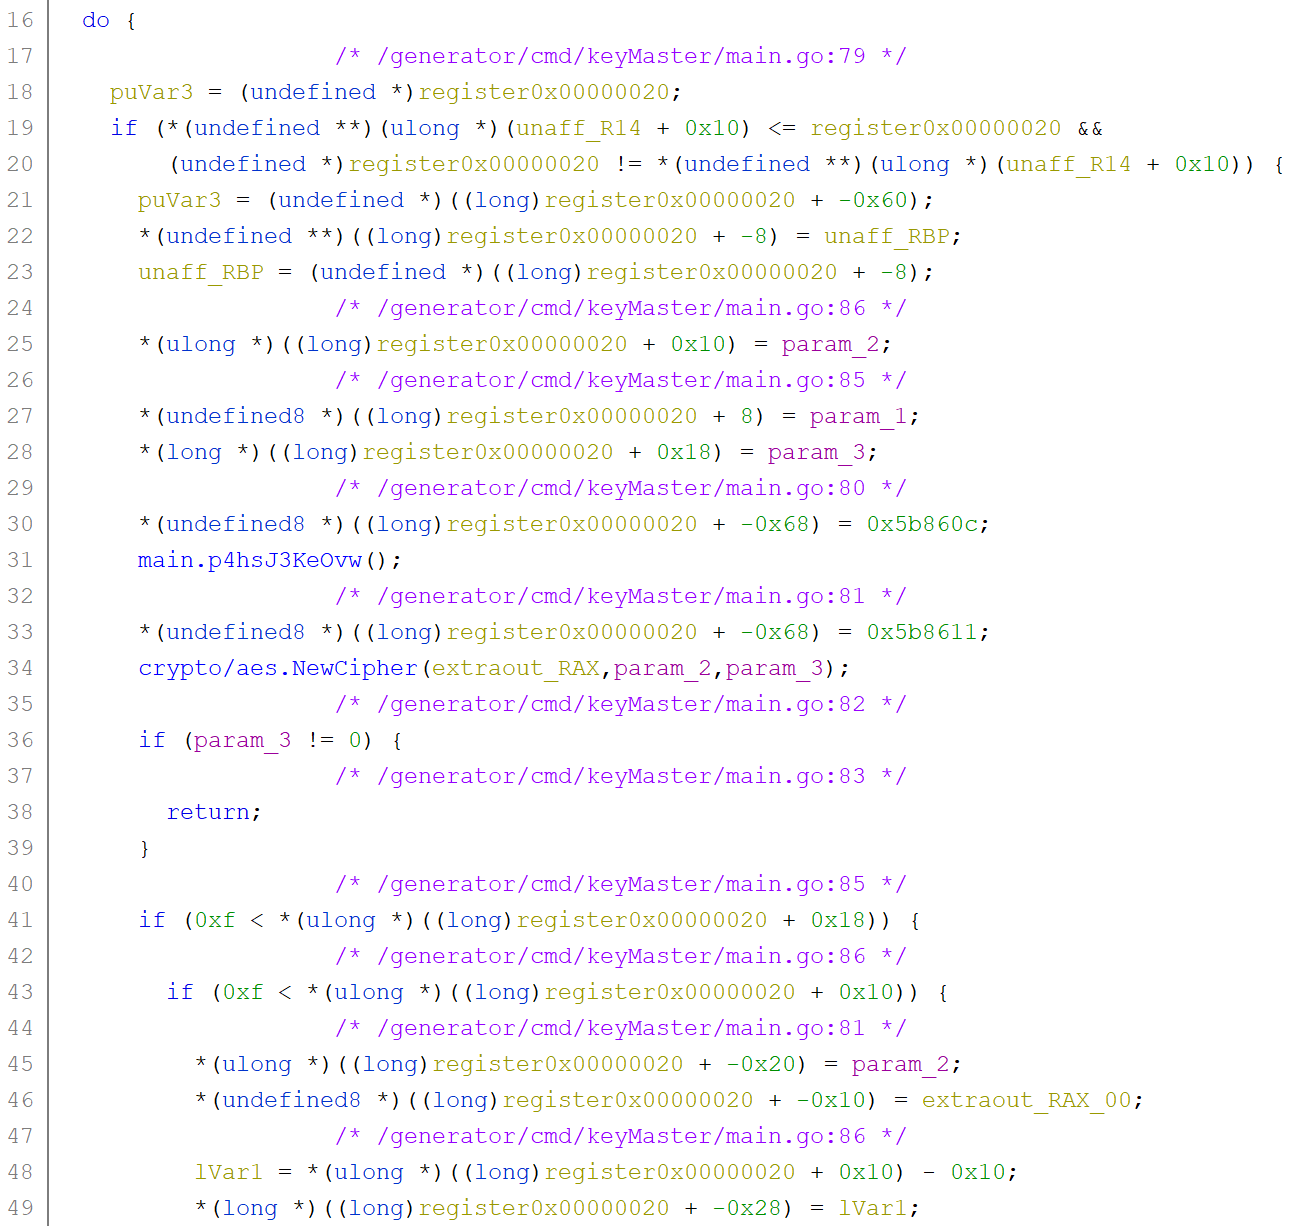 16 do {
17 /* /generator/cmd/keyMaster/main.go:79 */
18 puVar3 = (undefined *)register0x00000020;
19 if (*(undefined **)(ulong *)(unaff_R14 + 0x10) <= register0x00000020 &&
20 (undefined *)register0x00000020 != *(undefined **)(ulong *)(unaff_R14 + 0x10)) {
21 puVar3 = (undefined *)((long)register0x00000020 + -0x60);
22 *(undefined **)((long)register0x00000020 + -8) = unaff_RBP;
23 unaff_RBP = (undefined *)((long)register0x00000020 + -8);
24 /* /generator/cmd/keyMaster/main.go:86 */
25 *(ulong *)((long)register0x00000020 + 0x10) = param_2;
26 /* /generator/cmd/keyMaster/main.go:85 */
27 *(undefined8 *)((long)register0x00000020 + 8) = param_1;
28 *(long *)((long)register0x00000020 + 0x18) = param_3;
29 /* /generator/cmd/keyMaster/main.go:80 */
30 *(undefined8 *)((long)register0x00000020 + -0x68) = 0x5b860c;
31 main.p4hsJ3KeOvw();
32 /* /generator/cmd/keyMaster/main.go:81 */
33 *(undefined8 *)((long)register0x00000020 + -0x68) = 0x5b8611;
34 crypto/aes.NewCipher(extraout_RAX,param_2,param_3);
35 /* /generator/cmd/keyMaster/main.go:82 */
36 if (param_3 != 0) {
37 /* /generator/cmd/keyMaster/main.go:83 */
38 return;
39 }
40 /* /generator/cmd/keyMaster/main.go:85 */
41 if (0xf < *(ulong *)((long)register0x00000020 + 0x18)) {
42 /* /generator/cmd/keyMaster/main.go:86 */
43 if (0xf < *(ulong *)((long)register0x00000020 + 0x10)) {
44 /* /generator/cmd/keyMaster/main.go:81 */
45 *(ulong *)((long)register0x00000020 + -0x20) = param_2;
46 *(undefined8 *)((long)register0x00000020 + -0x10) = extraout_RAX_00;
47 /* /generator/cmd/keyMaster/main.go:86 */
48 lVar1 = *(ulong *)((long)register0x00000020 + 0x10) - 0x10;
49 *(long *)((long)register0x00000020 + -0x28) = lVar1;